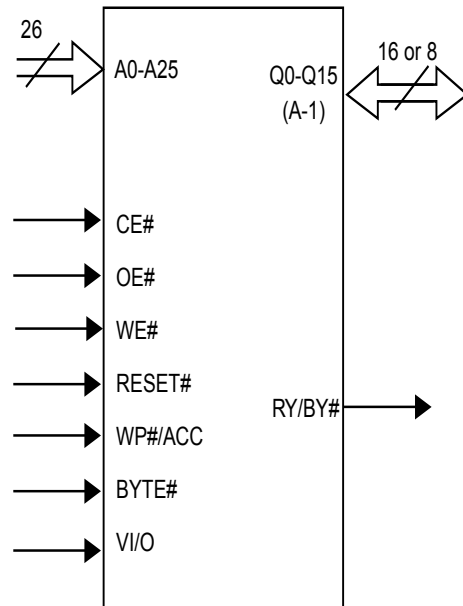 26
A0-A25
16 or 8
Q0-Q15
(A-1)
CE#
OE#
WE#
RESET#
RY/BY#
WP#/ACC
BYTE#
VI/O